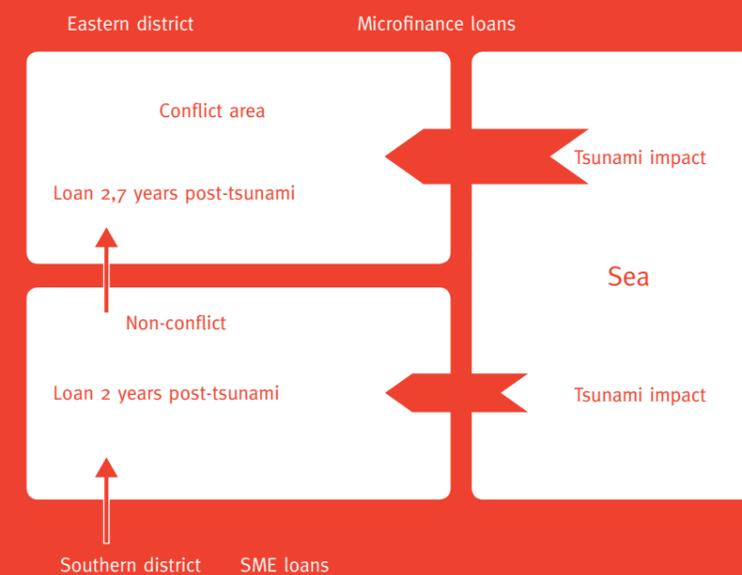 Eastern district
Microfinance loans
Conflict area
Tsunami impact
Loan 2,7 years post-tsunami
Sea
Non-conflict
Loan 2 years post-tsunami
Tsunami impact
Southern district
SME loans